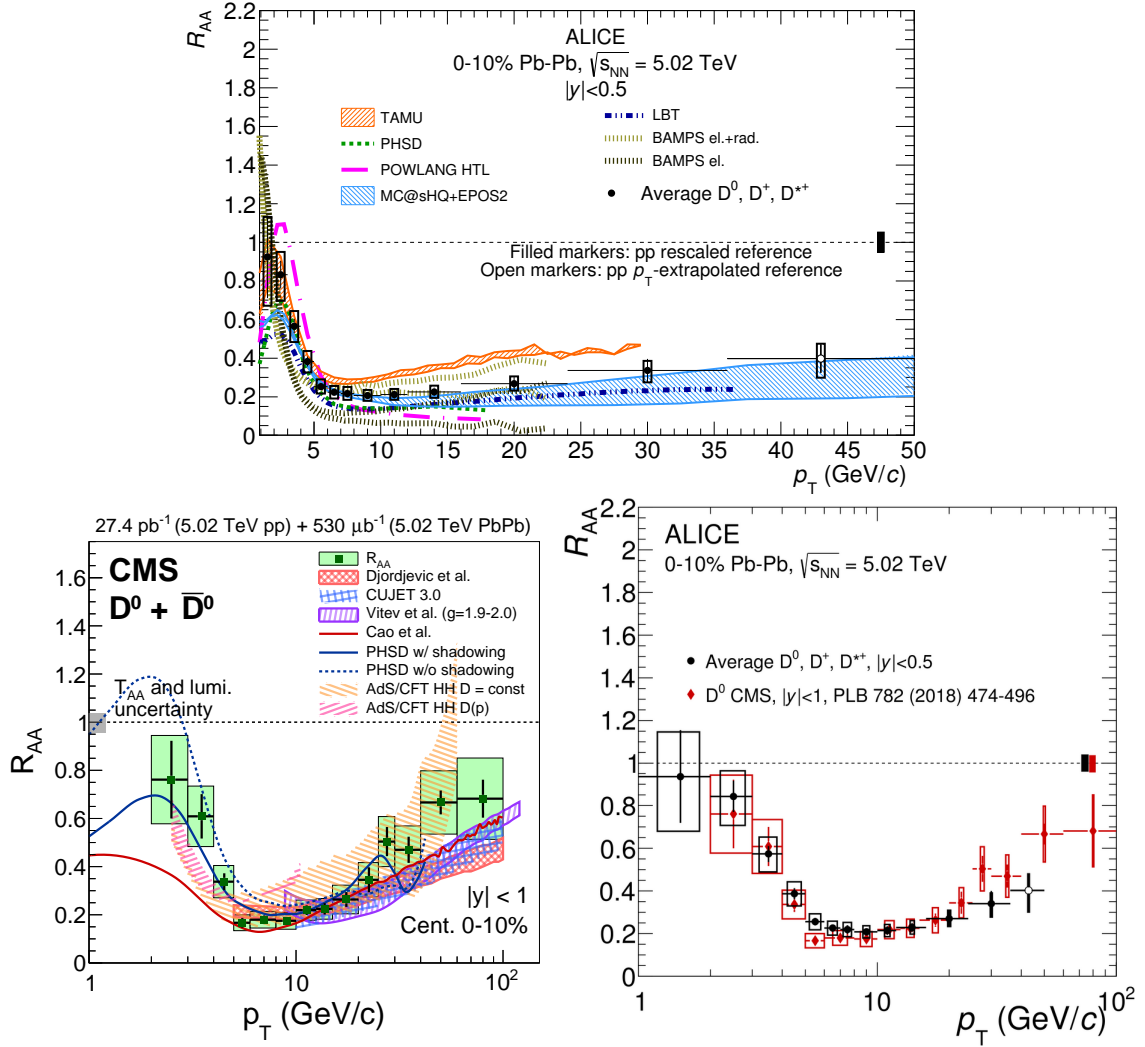 R_AA
2.2
2
1.8
1.6
1.4
1.2
1
0.8
0.6
0.4
0.2
0
ALICE
0-10% Pb-Pb, √s_NN = 5.02 TeV
|y|<0.5
TAMU
PHSD
POWLANG HTL
MC@sHQ+EPOS2
LBT
BAMPS el.+rad.
BAMPS el.
Average D⁰, D⁺, D*⁺
Filled markers: pp rescaled reference
Open markers: pp p_T-extrapolated reference
5 10 15 20 25 30 35 40 45 50
p_T (GeV/c)
27.4 pb⁻¹ (5.02 TeV pp) + 530 μb⁻¹ (5.02 TeV PbPb)
R_AA
1.6
1.4
1.2
1
0.8
0.6
0.4
0.2
0
CMS
D⁰ + D̅⁰
R_AA
Djordjevic et al.
CUJET 3.0
Vitev et al. (g=1.9-2.0)
Cao et al.
PHSD w/ shadowing
PHSD w/o shadowing
AdS/CFT HH D = const
AdS/CFT HH D(p)
T_AA and lumi.
uncertainty
|y| < 1
Cent. 0-10%
1 10 10²
p_T (GeV/c)
R_AA
2.2
2
1.8
1.6
1.4
1.2
1
0.8
0.6
0.4
0.2
0
ALICE
0-10% Pb-Pb, √s_NN = 5.02 TeV
Average D⁰, D⁺, D*⁺, |y|<0.5
D⁰ CMS, |y|<1, PLB 782 (2018) 474-496
1 10 10²
p_T (GeV/c)